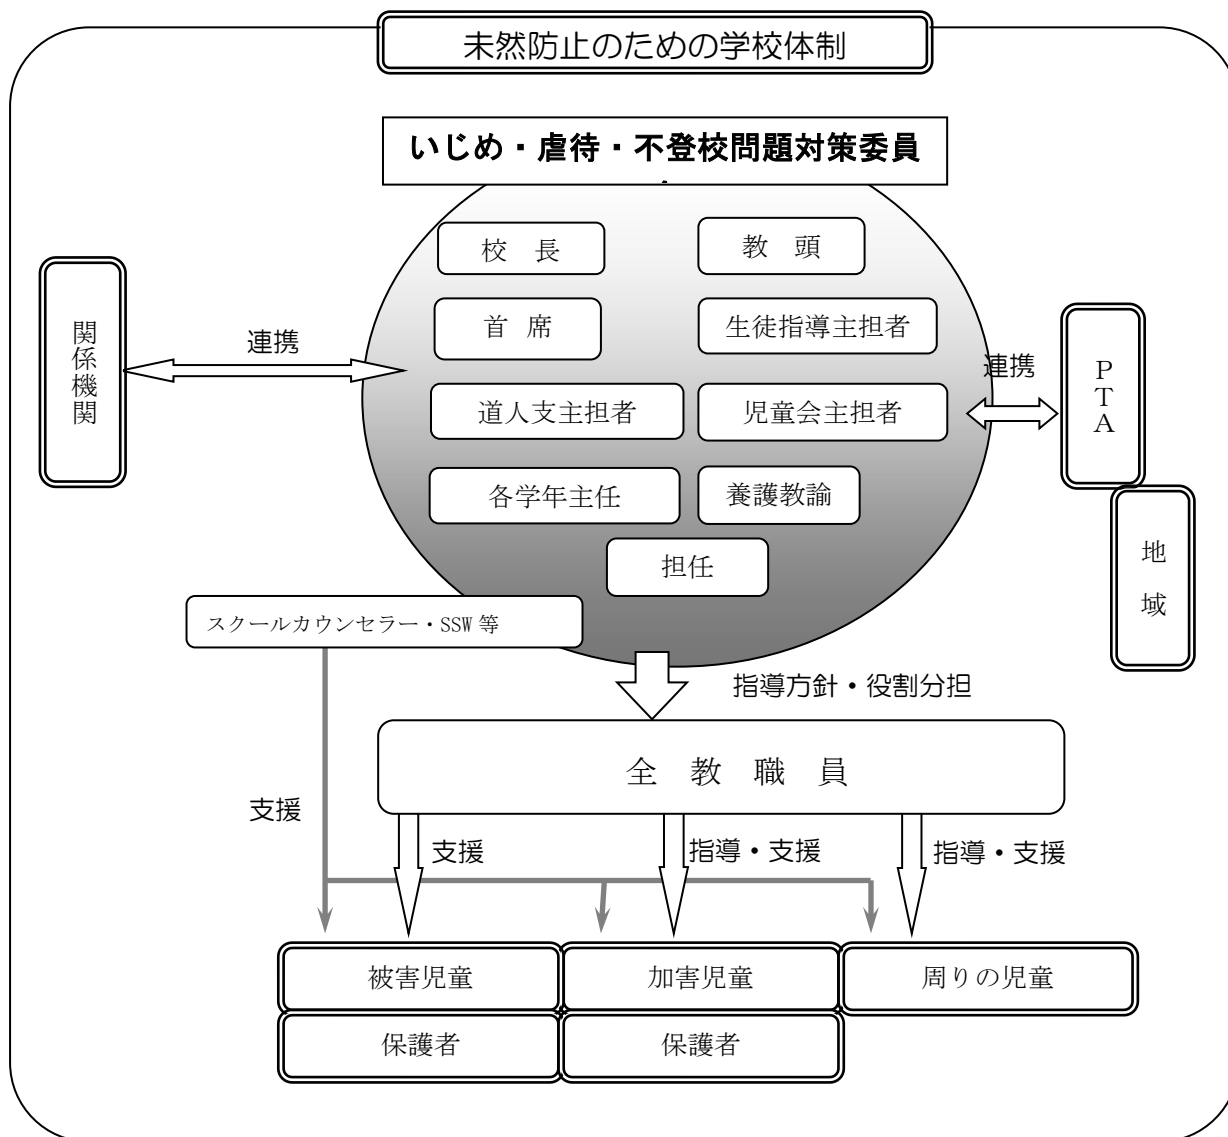 未然防止のための学校体制
いじめ・虐待・不登校問題対策委員
校 長
教 頭
首 席
生徒指導主担者
道人支主担者
児童会主担者
各学年主任
養護教諭
担任
スクールカウンセラー・SSW 等
関係機関
連携
連携
PTA
地域
指導方針・役割分担
全 教 職 員
支援
支援
指導・支援
指導・支援
被害児童
加害児童
周りの児童
保護者
保護者